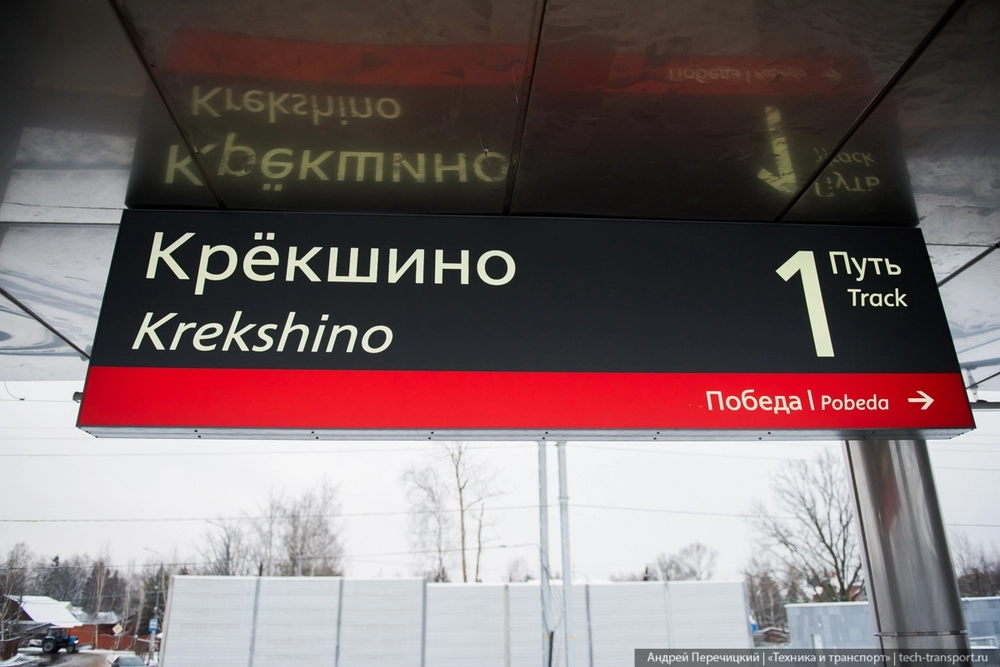 Крёкшино
Krekshino
1 Путь
Track
Победа | Pobeda →
Андрей Перечицкий | «Техника и транспорт» | tech-transport.ru